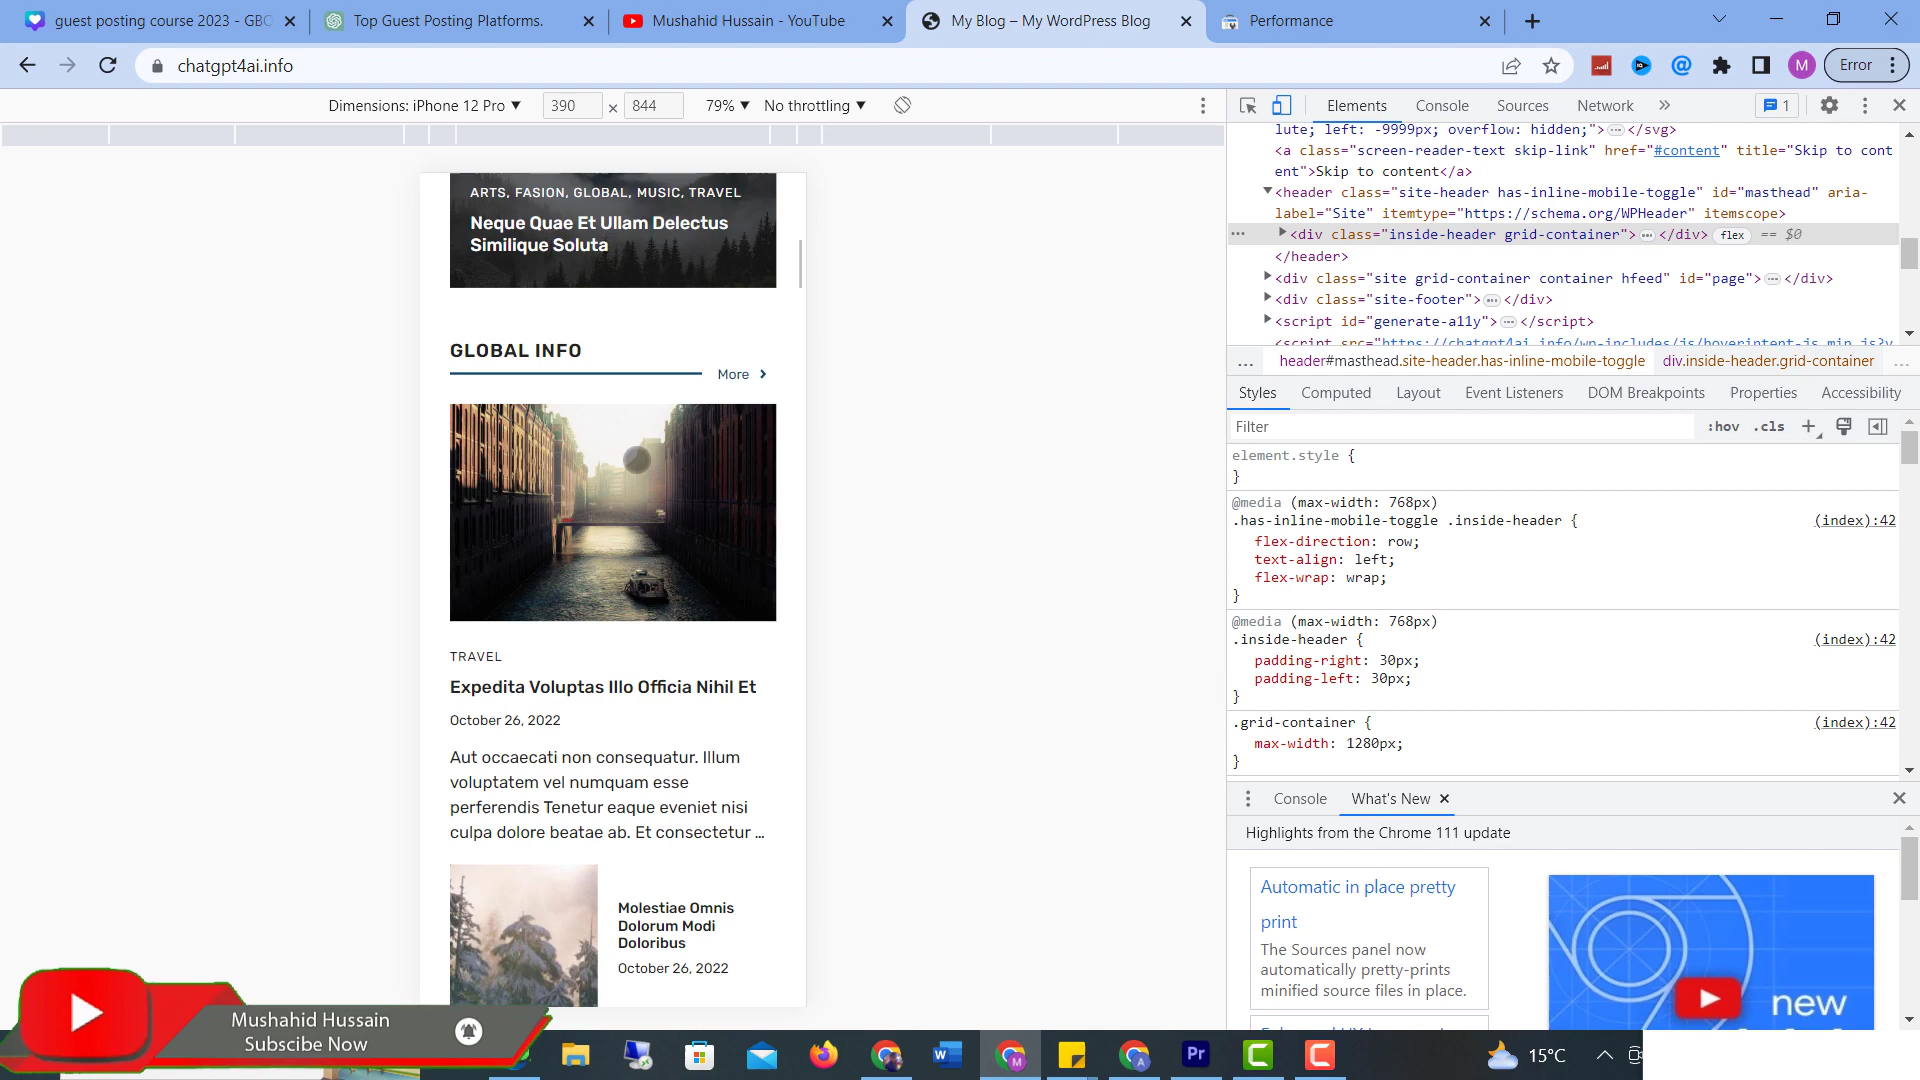 guest posting course 2023 - GBO
Top Guest Posting Platforms.
Mushahid Hussain - YouTube
My Blog – My WordPress Blog
Performance
chatgpt4ai.info
M
Error
Dimensions: iPhone 12 Pro ▼
390
x
844
79% ▼
No throttling ▼
ARTS, FASION, GLOBAL, MUSIC, TRAVEL
Neque Quae Et Ullam Delectus
Similique Soluta
GLOBAL INFO
More
TRAVEL
Expedita Voluptas Illo Officia Nihil Et
October 26, 2022
Aut occaecati non consequatur. Illum
voluptatem vel numquam esse
perferendis Tenetur eaque eveniet nisi
culpa dolore beatae ab. Et consectetur ...
Molestiae Omnis
Dolorum Modi
Doloribus
October 26, 2022
Elements
Console
Sources
Network
»
1
lute; left: -9999px; overflow: hidden;">…</svg>
<a class="screen-reader-text skip-link" href="#content" title="Skip to cont
ent">Skip to content</a>
<header class="site-header has-inline-mobile-toggle" id="masthead" aria-
label="Site" itemtype="https://schema.org/WPHeader" itemscope>
<div class="inside-header grid-container">…</div> flex == $0
</header>
<div class="site grid-container container hfeed" id="page">…</div>
<div class="site-footer">…</div>
<script id="generate-a11y">…</script>
<script src="https://chatgpt4ai.info/wp-includes/js/hoverintent-js.min.js?v
... header#masthead.site-header.has-inline-mobile-toggle div.inside-header.grid-container ...
Styles
Computed
Layout
Event Listeners
DOM Breakpoints
Properties
Accessibility
Filter
:hov
.cls
element.style {
}
@media (max-width: 768px)
.has-inline-mobile-toggle .inside-header {
(index):42
flex-direction: row;
text-align: left;
flex-wrap: wrap;
}
@media (max-width: 768px)
.inside-header {
(index):42
padding-right: 30px;
padding-left: 30px;
}
.grid-container {
(index):42
max-width: 1280px;
}
Console
What's New
Highlights from the Chrome 111 update
Automatic in place pretty
print
The Sources panel now
automatically pretty-prints
minified source files in place.
new
Mushahid Hussain
Subscibe Now
15°C